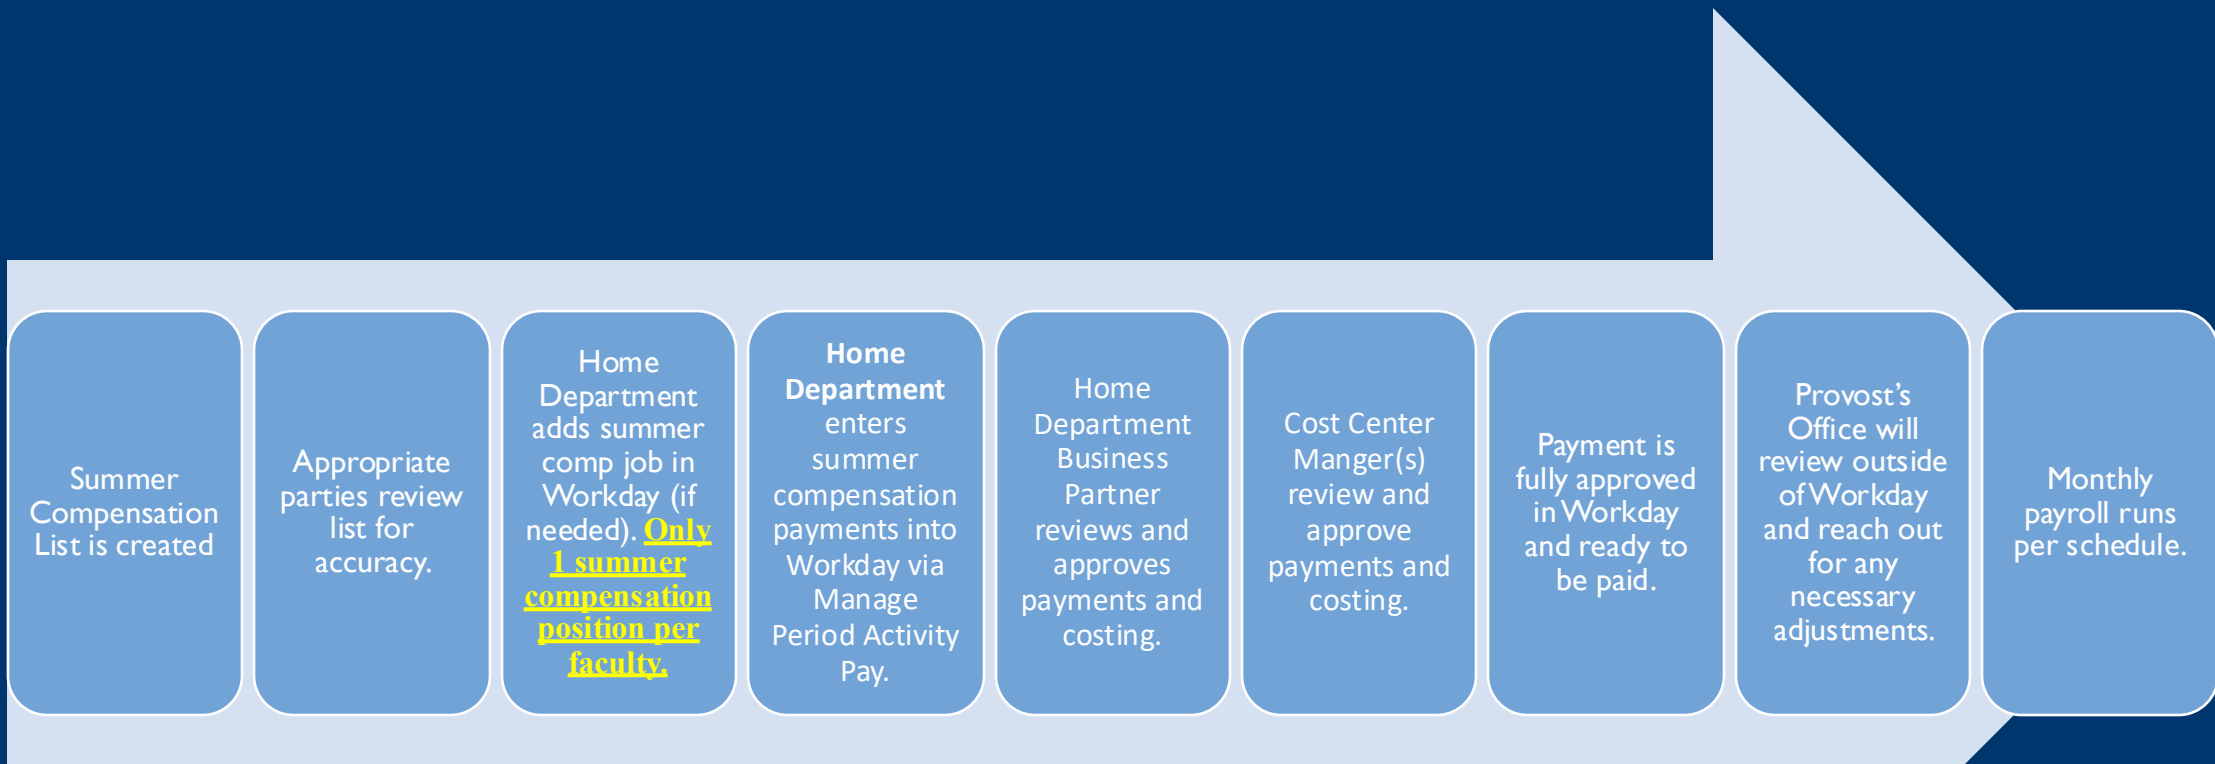 Summer
Compensation
List is created
Appropriate
parties review
list for
accuracy.
Home
Department
adds summer
comp job in
Workday (if
needed). Only
1 summer
compensation
position per
faculty.
Home
Department
enters
summer
compensation
payments into
Workday via
Manage
Period Activity
Pay.
Home
Department
Business
Partner
reviews and
approves
payments and
costing.
Cost Center
Manger(s)
review and
approve
payments and
costing.
Payment is
fully approved
in Workday
and ready to
be paid.
Provost’s
Office will
review outside
of Workday
and reach out
for any
necessary
adjustments.
Monthly
payroll runs
per schedule.